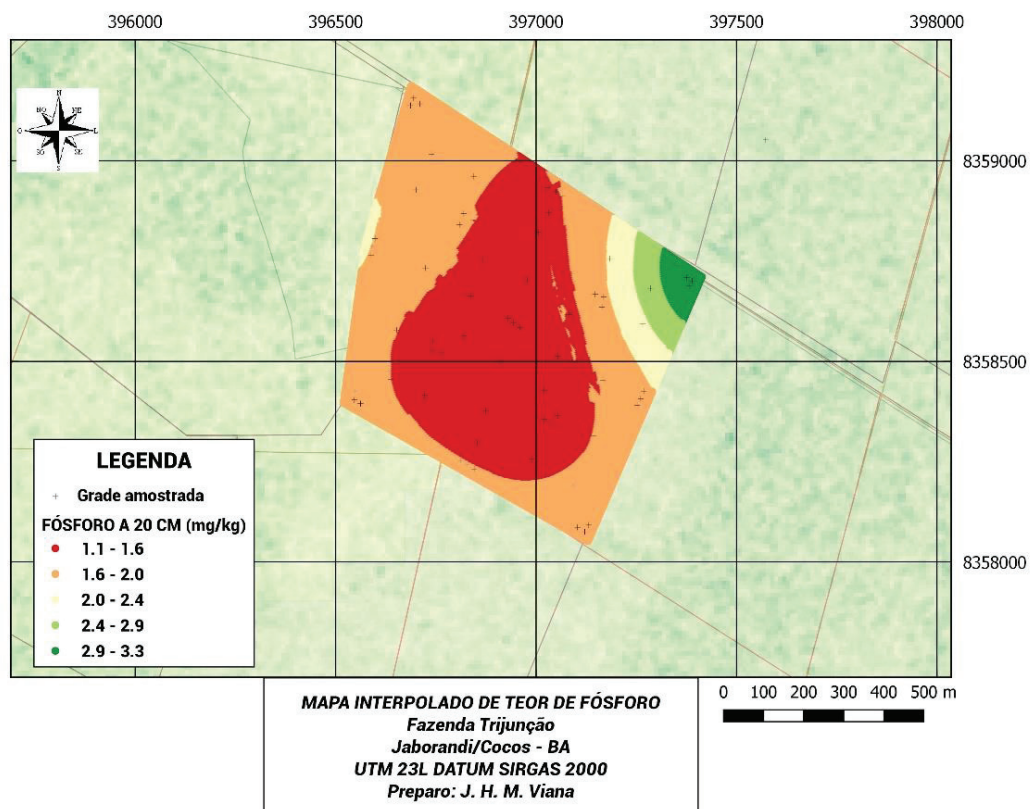 396000 396500 397000 397500 398000
N
NO NE
O L
SO SE
S
8359000
8358500
8358000
LEGENDA
Grade amostrada
FÓSFORO A 20 CM (mg/kg)
1.1 - 1.6
1.6 - 2.0
2.0 - 2.4
2.4 - 2.9
2.9 - 3.3
0 100 200 300 400 500 m
MAPA INTERPOLADO DE TEOR DE FÓSFORO
Fazenda Trijunção
Jaborandi/Cocos - BA
UTM 23L DATUM SIRGAS 2000
Preparo: J. H. M. Viana